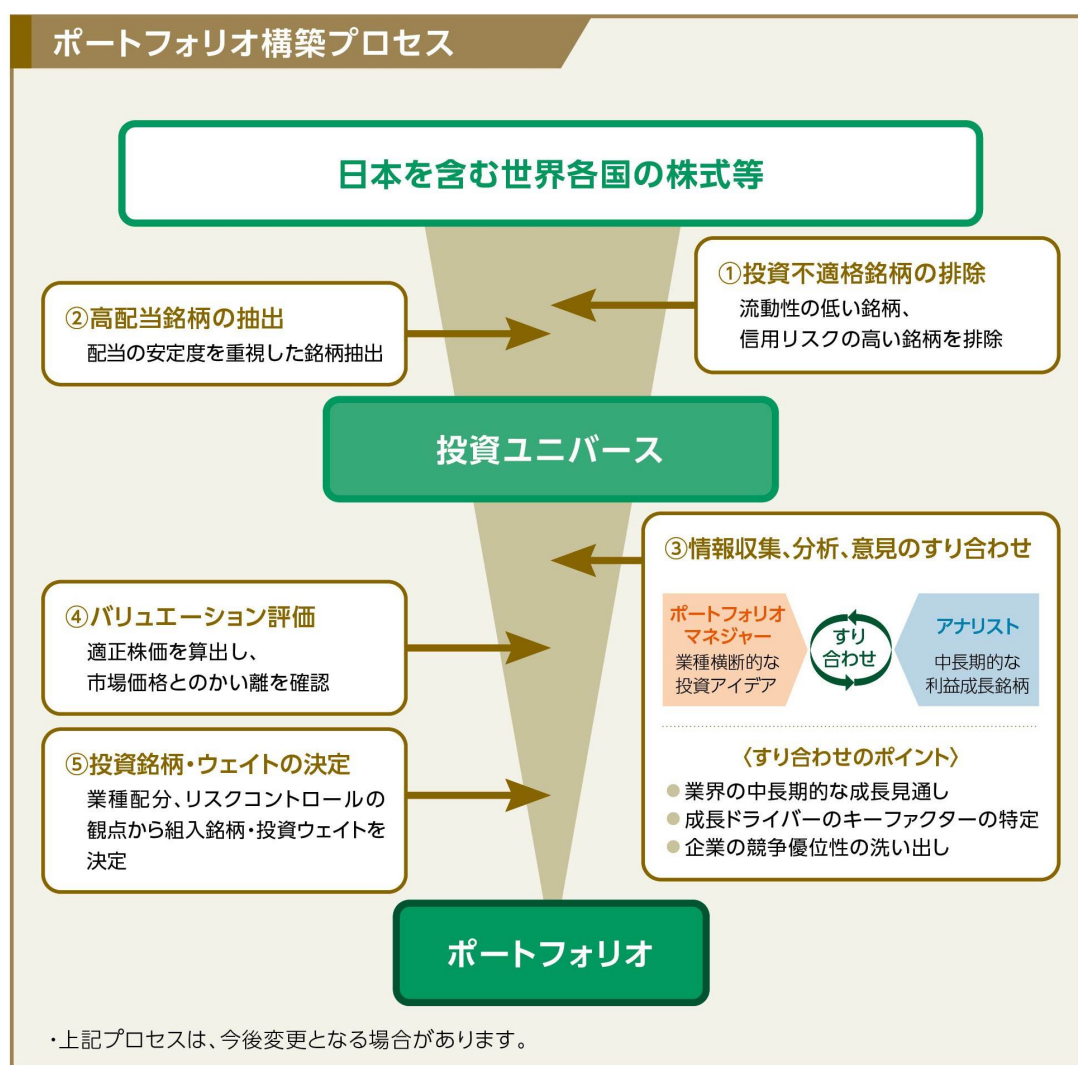 ポートフォリオ構築プロセス
日本を含む世界各国の株式等
①投資不適格銘柄の排除
流動性の低い銘柄、
信用リスクの高い銘柄を排除
②高配当銘柄の抽出
配当の安定度を重視した銘柄抽出
投資ユニバース
③情報収集、分析、意見のすり合わせ
ポートフォリオ
マネジャー
業種横断的な
投資アイデア
すり
合わせ
アナリスト
中長期的な
利益成長銘柄
〈すり合わせのポイント〉
●業界の中長期的な成長見通し
●成長ドライバーのキーファクターの特定
●企業の競争優位性の洗い出し
④バリュエーション評価
適正株価を算出し、
市場価格とのかい離を確認
⑤投資銘柄・ウェイトの決定
業種配分、リスクコントロールの
観点から組入銘柄・投資ウェイトを
決定
ポートフォリオ
・上記プロセスは、今後変更となる場合があります。